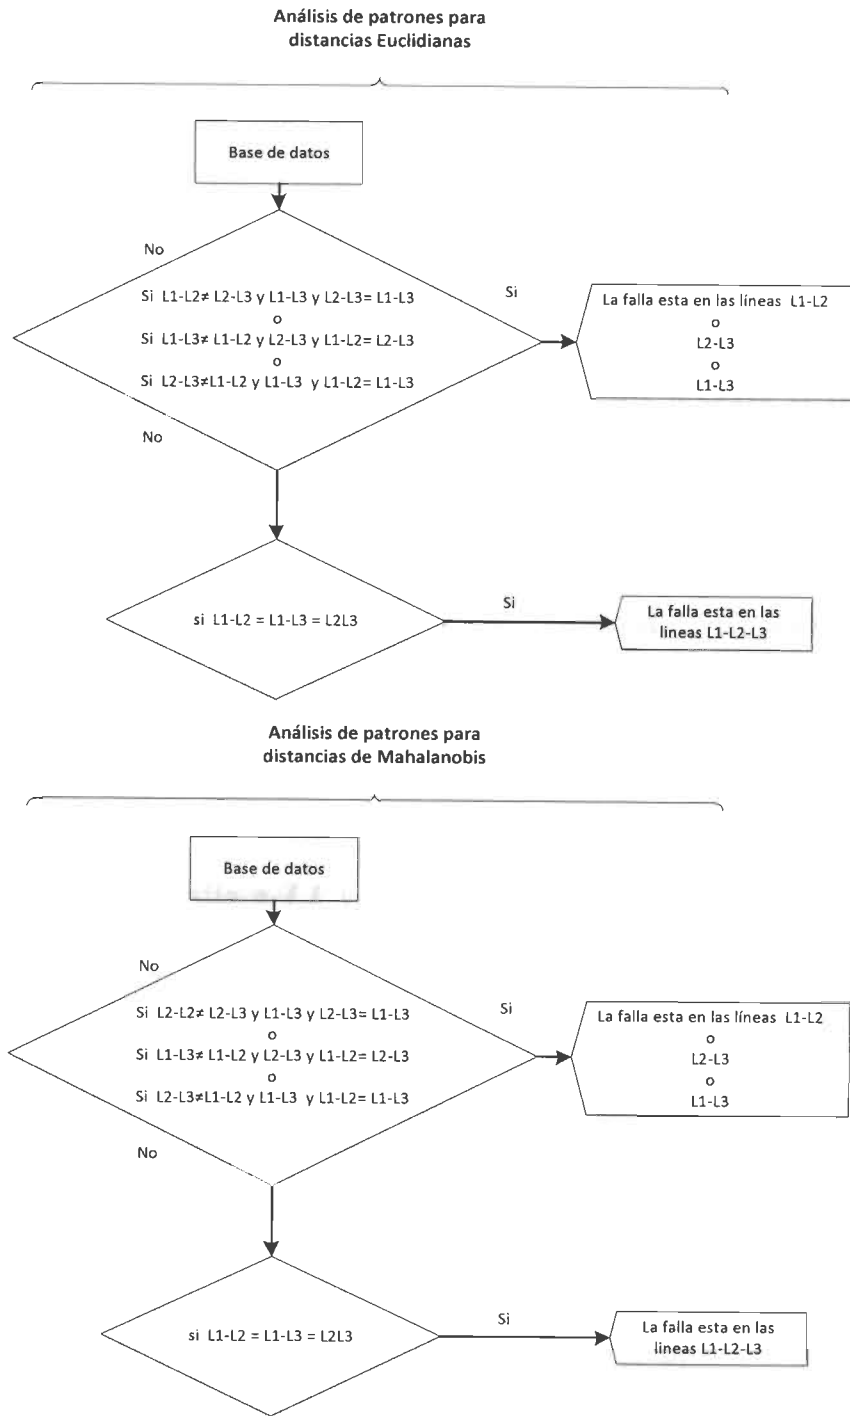 Análisis de patrones para
distancias Euclidianas
Base de datos
No
Si L1-L2≠ L2-L3 y L1-L3 y L2-L3= L1-L3
o
Si L1-L3≠ L1-L2 y L2-L3 y L1-L2= L2-L3
o
Si L2-L3≠L1-L2 y L1-L3 y L1-L2= L1-L3
No
Si
La falla esta en las líneas L1-L2
o
L2-L3
o
L1-L3
si L1-L2 = L1-L3 = L2L3
Si
La falla esta en las
lineas L1-L2-L3
Análisis de patrones para
distancias de Mahalanobis
Base de datos
No
Si L2-L2≠ L2-L3 y L1-L3 y L2-L3= L1-L3
o
Si L1-L3≠ L1-L2 y L2-L3 y L1-L2= L2-L3
o
Si L2-L3≠L1-L2 y L1-L3 y L1-L2= L1-L3
No
Si
La falla esta en las líneas L1-L2
o
L2-L3
o
L1-L3
si L1-L2 = L1-L3 = L2L3
Si
La falla esta en las
lineas L1-L2-L3